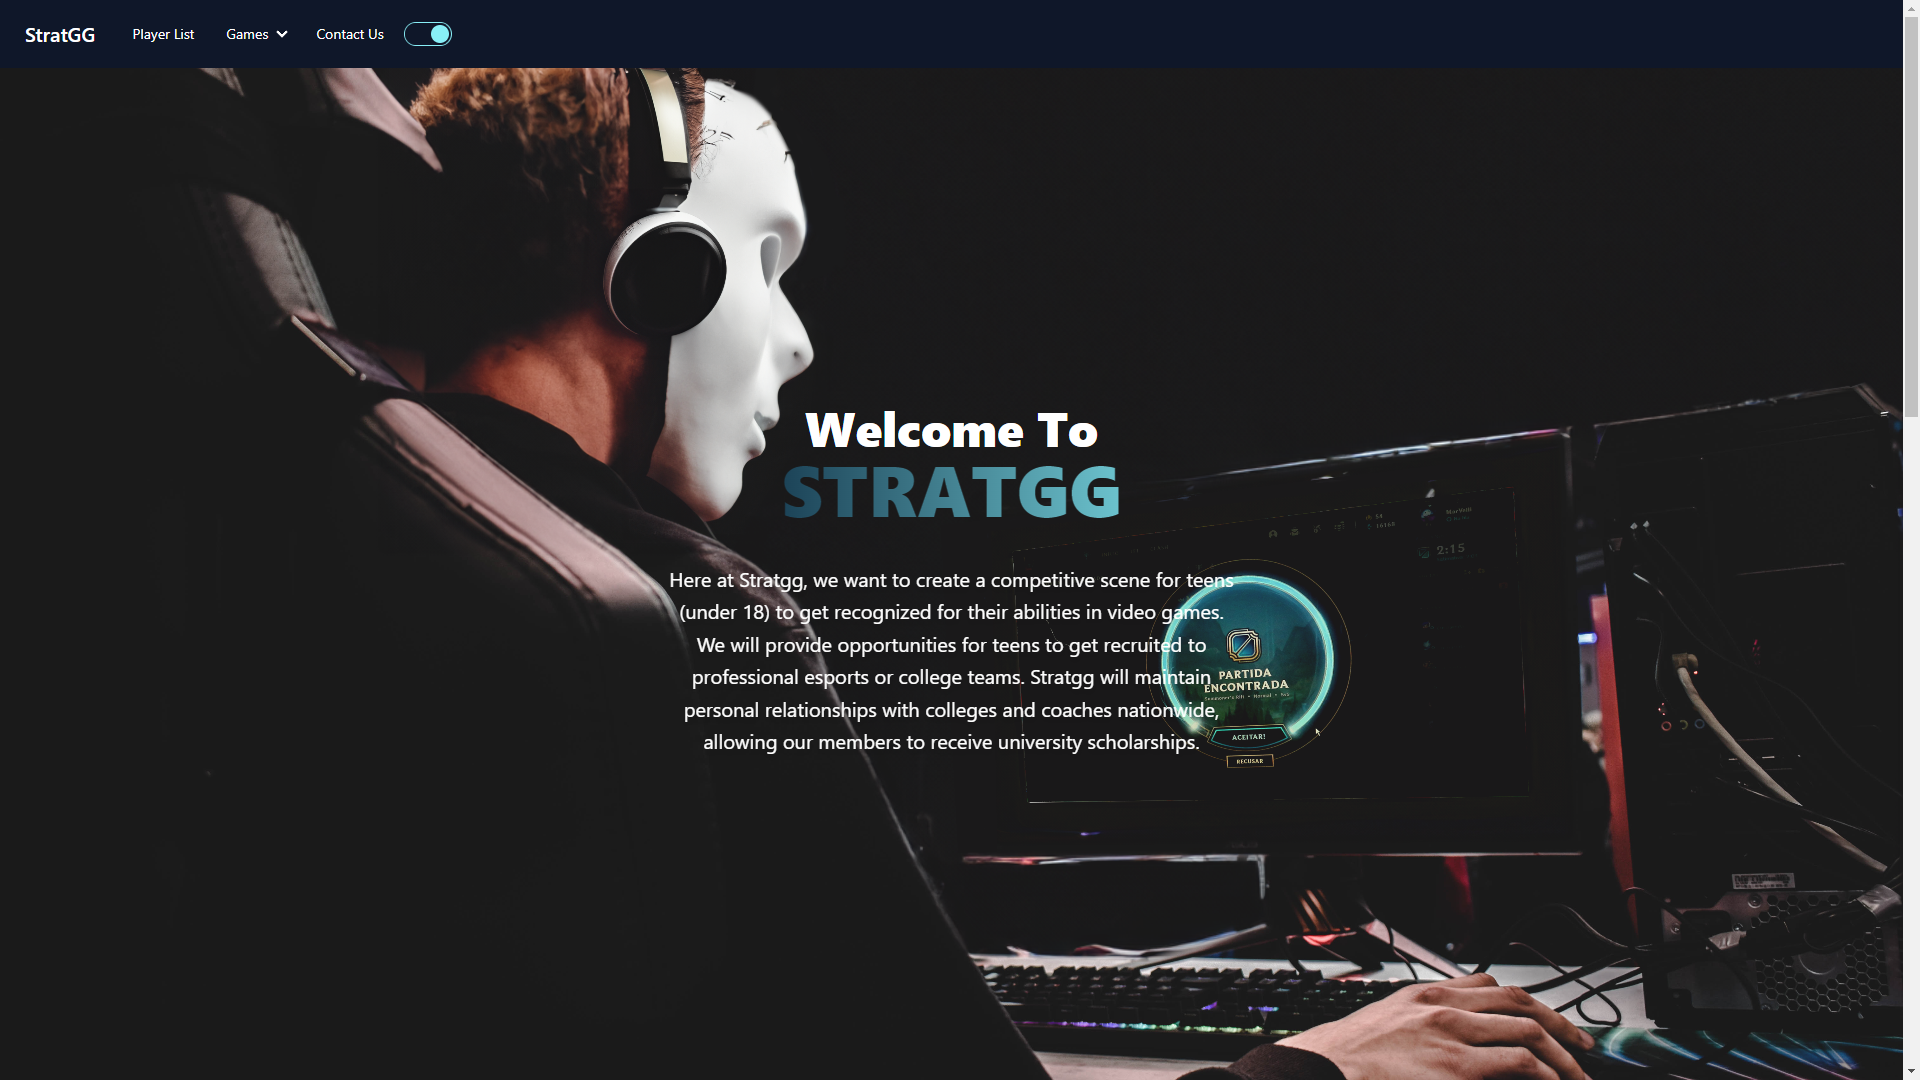 StratGG Player List Games Contact Us
Welcome To
STRATGG
Here at Stratgg, we want to create a competitive scene for teens
(under 18) to get recognized for their abilities in video games.
We will provide opportunities for teens to get recruited to
professional esports or college teams. Stratgg will maintain
personal relationships with colleges and coaches nationwide,
allowing our members to receive university scholarships.
2:15
PARTIDA
ENCONTRADA
ACEITAR!
RECUSAR